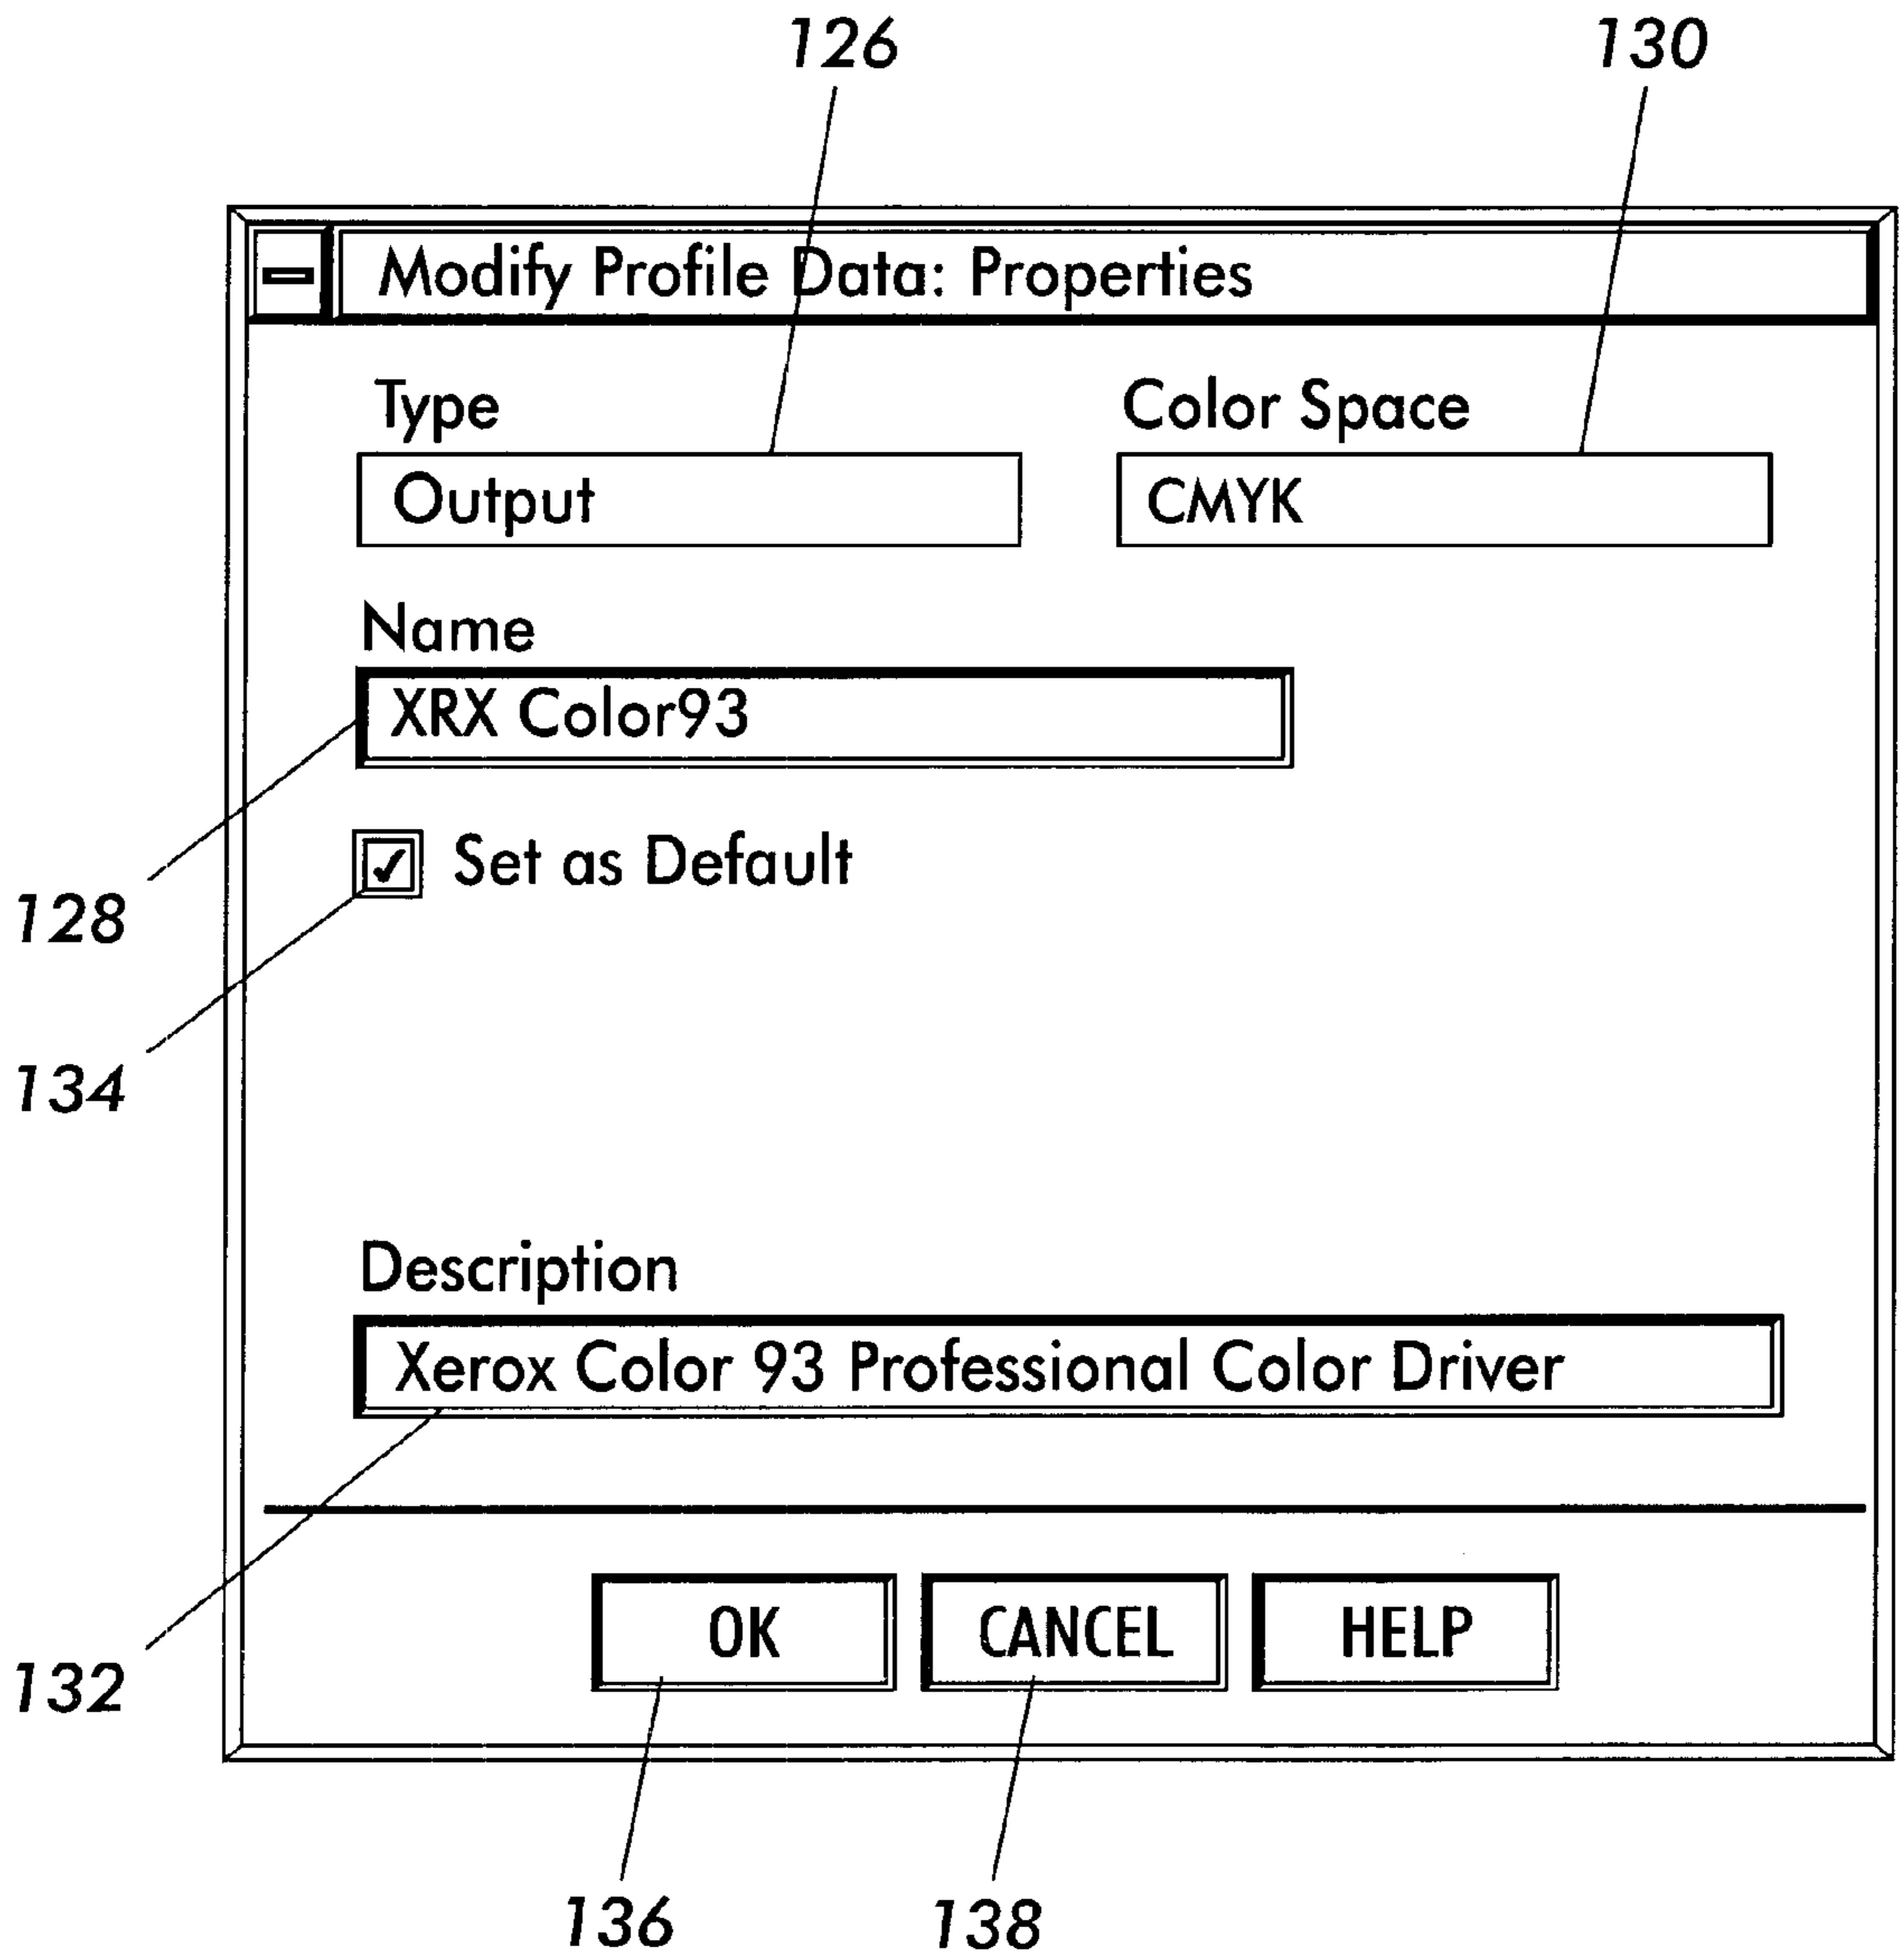 126 130
Modify Profile Data: Properties
Type Color Space
Output CMYK
Name
XRX Color93
✓ Set as Default
128
134
Description
Xerox Color 93 Professional Color Driver
OK CANCEL HELP
132
136 138